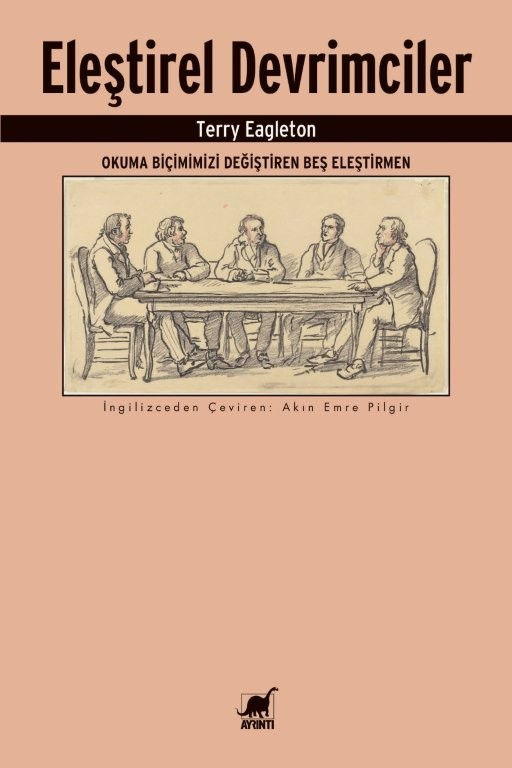 Eleştirel Devrimciler
Terry Eagleton
OKUMA BİÇİMİMİZİ DEĞİŞTİREN BEŞ ELEŞTİRMEN
İngilizceden Çeviren: Akın Emre Pilgir
AYRINTI